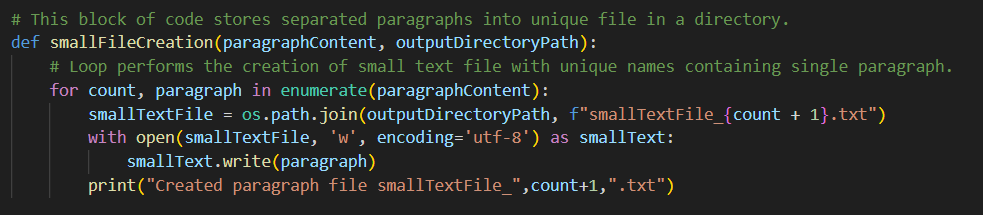 # This block of code stores separated paragraphs into unique file in a directory.
def smallFileCreation(paragraphContent, outputDirectoryPath):
    # Loop performs the creation of small text file with unique names containing single paragraph.
    for count, paragraph in enumerate(paragraphContent):
        smallTextFile = os.path.join(outputDirectoryPath, f"smallTextFile_{count + 1}.txt")
        with open(smallTextFile, 'w', encoding='utf-8') as smallText:
            smallText.write(paragraph)
        print("Created paragraph file smallTextFile_",count+1,".txt")